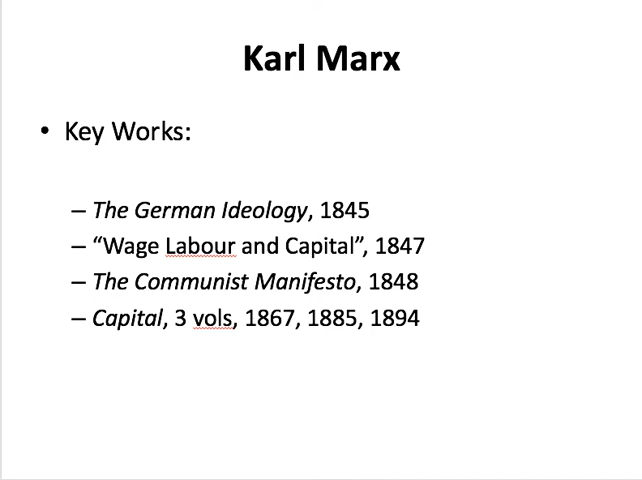 Karl Marx
• Key Works:
– The German Ideology, 1845
– “Wage Labour and Capital”, 1847
– The Communist Manifesto, 1848
– Capital, 3 vols, 1867, 1885, 1894